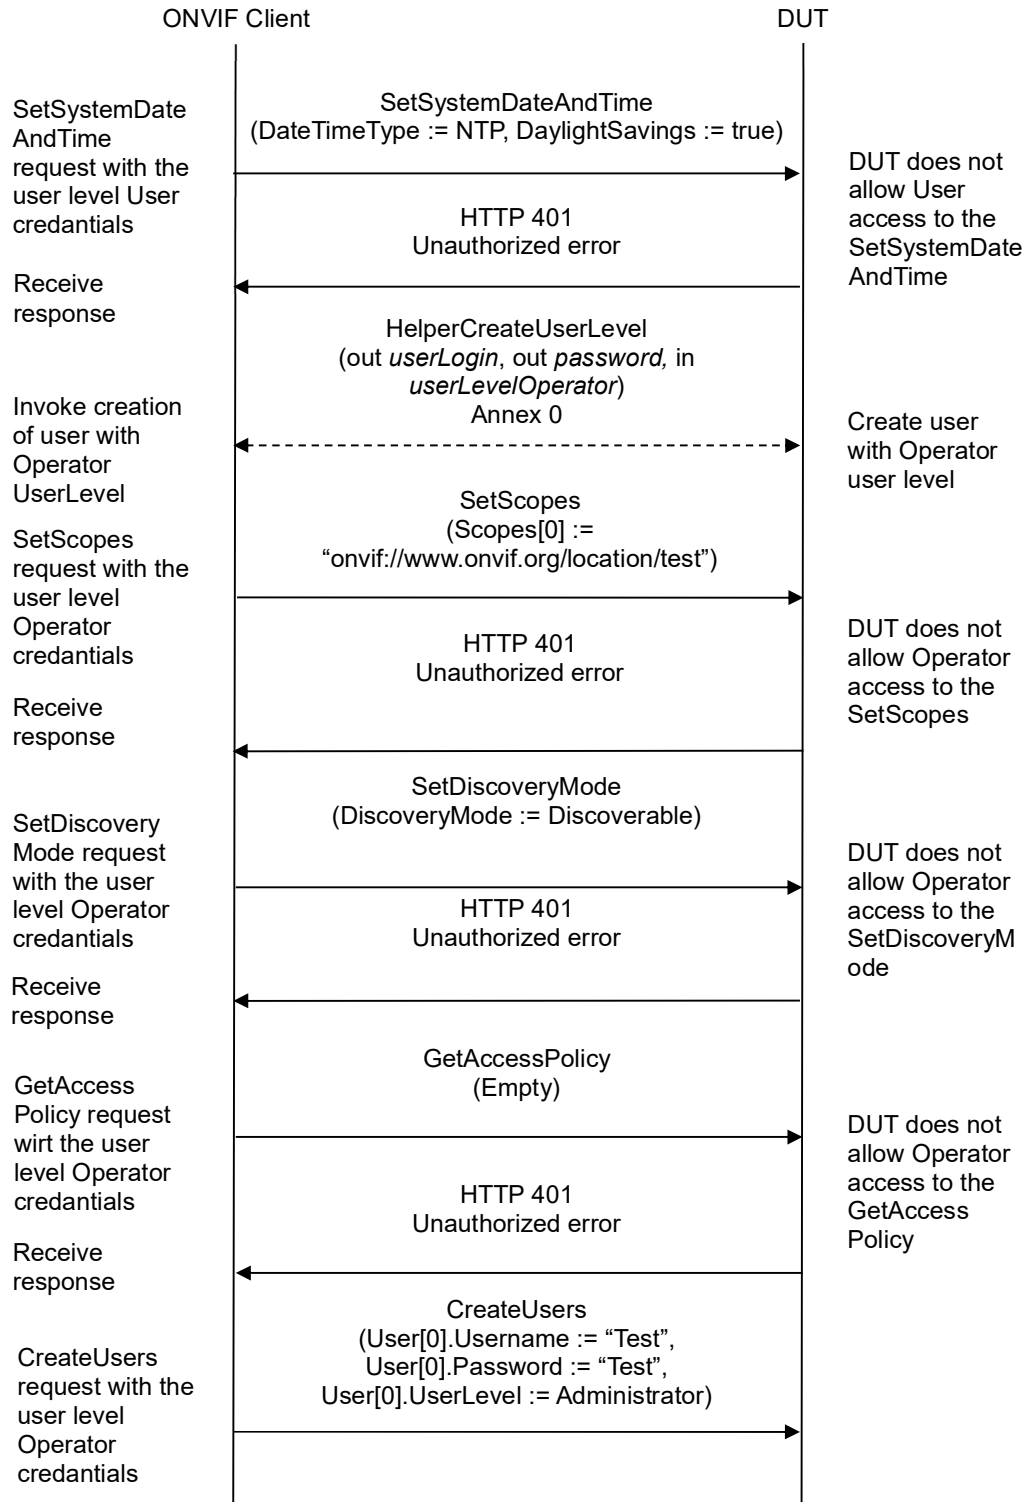 ONVIF Client
DUT
SetSystemDateAndTime
(DateTimeType := NTP, DaylightSavings := true)
SetSystemDate
AndTime
request with the
user level User
credantials
DUT does not
allow User
access to the
SetSystemDate
AndTime
HTTP 401
Unauthorized error
Receive
response
HelperCreateUserLevel
(out userLogin, out password, in
userLevelOperator)
Annex 0
Invoke creation
of user with
Operator
UserLevel
Create user
with Operator
user level
SetScopes
(Scopes[0] :=
“onvif://www.onvif.org/location/test”)
SetScopes
request with the
user level
Operator
credantials
HTTP 401
Unauthorized error
DUT does not
allow Operator
access to the
SetScopes
Receive
response
SetDiscoveryMode
(DiscoveryMode := Discoverable)
SetDiscovery
Mode request
with the user
level Operator
credantials
DUT does not
allow Operator
access to the
SetDiscoveryM
ode
HTTP 401
Unauthorized error
Receive
response
GetAccessPolicy
(Empty)
GetAccess
Policy request
wirt the user
level Operator
credantials
DUT does not
allow Operator
access to the
GetAccess
Policy
HTTP 401
Unauthorized error
Receive
response
CreateUsers
(User[0].Username := “Test”,
User[0].Password := “Test”,
User[0].UserLevel := Administrator)
CreateUsers
request with the
user level
Operator
credantials